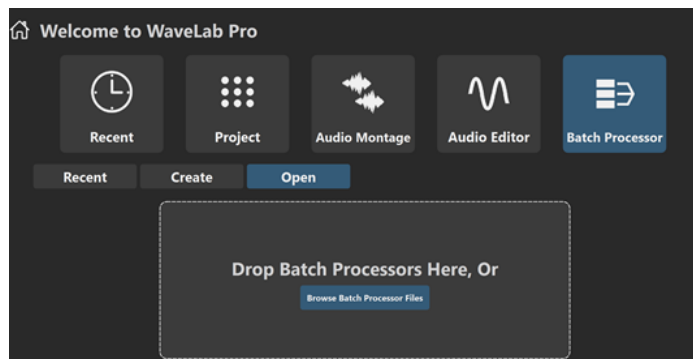 Welcome to WaveLab Pro
Recent Project Audio Montage Audio Editor Batch Processor
Recent Create Open
Drop Batch Processors Here, Or
Browse Batch Processor Files